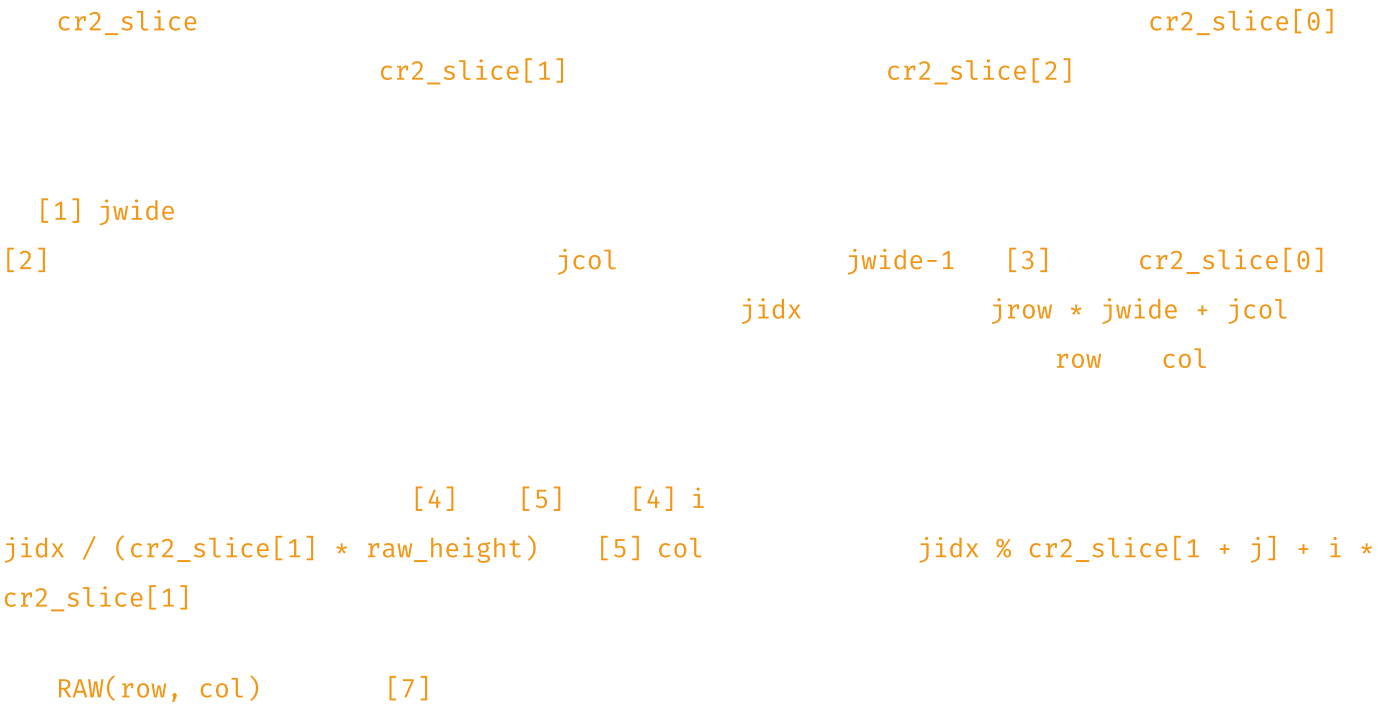 cr2_slice cr2_slice[0]
cr2_slice[1] cr2_slice[2]
[1] jwide
[2] jcol jwide-1 [3] cr2_slice[0]
jidx jrow * jwide + jcol
row col
[4] [5] [4] i
jidx / (cr2_slice[1] * raw_height) [5] col jidx % cr2_slice[1 + j] + i *
cr2_slice[1]
RAW(row, col) [7]